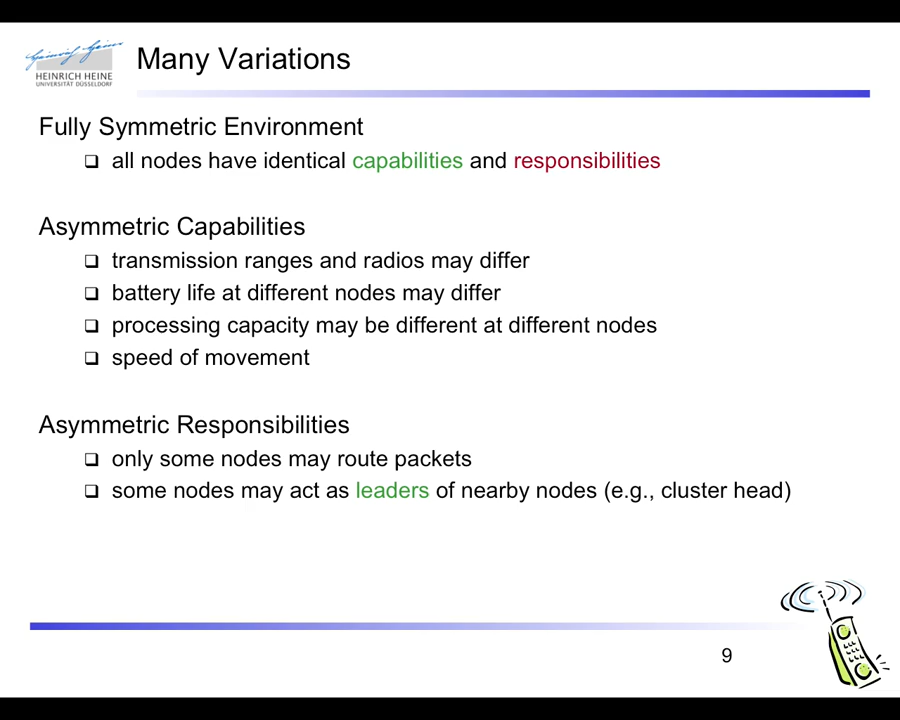 Heinrich Heine
HEINRICH HEINE
UNIVERSITÄT DÜSSELDORF
Many Variations
Fully Symmetric Environment
❑ all nodes have identical capabilities and responsibilities
Asymmetric Capabilities
❑ transmission ranges and radios may differ
❑ battery life at different nodes may differ
❑ processing capacity may be different at different nodes
❑ speed of movement
Asymmetric Responsibilities
❑ only some nodes may route packets
❑ some nodes may act as leaders of nearby nodes (e.g., cluster head)
9